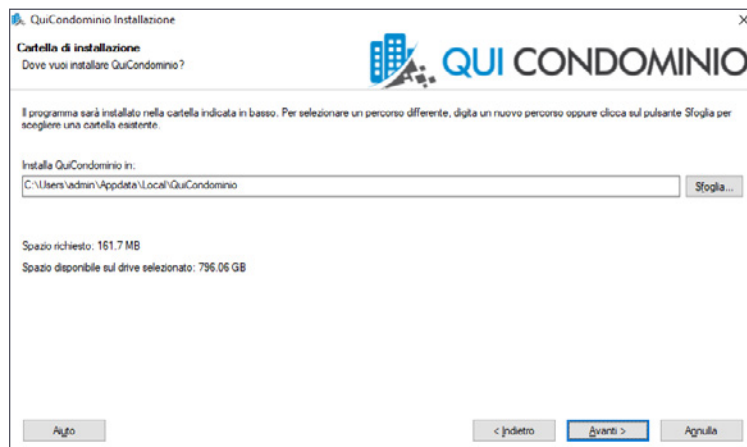 QuiCondominio Installazione
Cartella di installazione
Dove vuoi installare QuiCondominio?
QUI CONDOMINIO
Il programma sarà installato nella cartella indicata in basso. Per selezionare un percorso differente, digita un nuovo percorso oppure clicca sul pulsante Sfoglia per
scegliere una cartella esistente.
Installa QuiCondominio in:
C:\Users\admin\Appdata\Local\QuiCondominio
Sfoglia...
Spazio richiesto: 161.7 MB
Spazio disponibile sul drive selezionato: 796.06 GB
Aiuto
< Indietro
Avanti >
Annulla